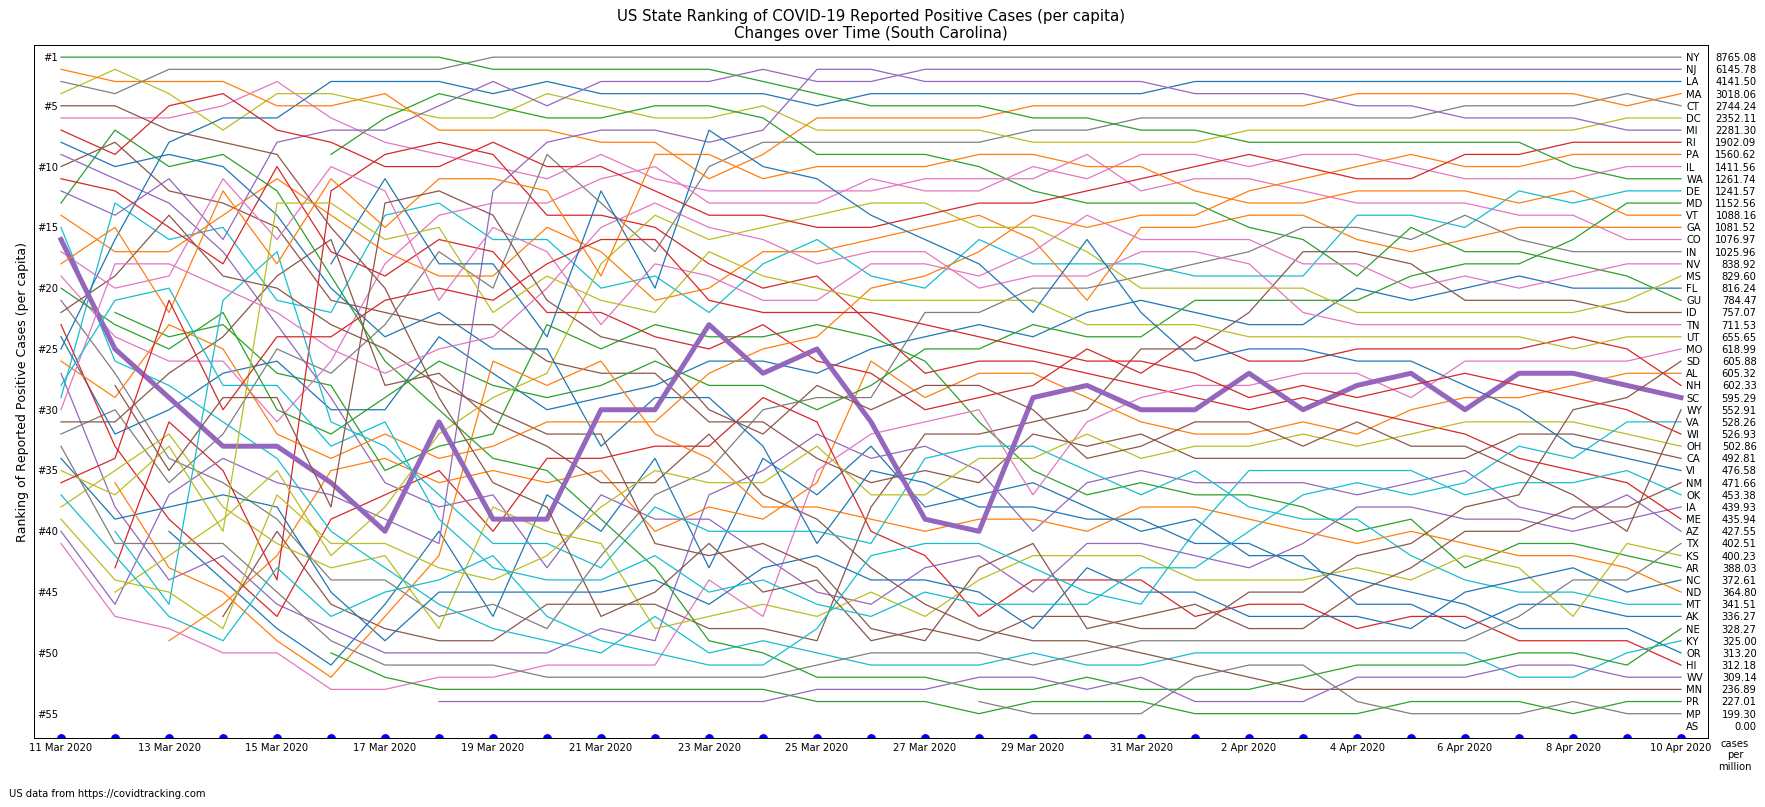 US State Ranking of COVID-19 Reported Positive Cases (per capita)
Changes over Time (South Carolina)
Ranking of Reported Positive Cases (per capita)
#1
#5
#10
#15
#20
#25
#30
#35
#40
#45
#50
#55
NY 8765.08
NJ 6145.78
LA 4141.50
MA 3018.06
CT 2744.24
DC 2352.11
MI 2281.30
RI 1902.09
PA 1560.62
IL 1411.56
WA 1261.74
DE 1241.57
MD 1152.56
VT 1088.16
GA 1081.52
CO 1076.97
IN 1025.96
NV 838.92
MS 829.60
FL 816.24
GU 784.47
ID 757.07
TN 711.53
UT 655.65
MO 618.99
SD 605.88
AL 605.32
NH 602.33
SC 595.29
WY 552.91
VA 528.26
WI 526.93
OH 502.86
CA 492.81
VI 476.58
NM 471.66
OK 453.38
IA 439.93
ME 435.94
AZ 427.55
TX 402.51
KS 400.23
AR 388.03
NC 372.61
ND 364.80
MT 341.51
AK 336.27
NE 328.27
KY 325.00
OR 313.20
HI 312.18
WV 309.14
MN 236.89
PR 227.01
MP 199.30
AS 0.00
11 Mar 2020 13 Mar 2020 15 Mar 2020 17 Mar 2020 19 Mar 2020 21 Mar 2020 23 Mar 2020 25 Mar 2020 27 Mar 2020 29 Mar 2020 31 Mar 2020 2 Apr 2020 4 Apr 2020 6 Apr 2020 8 Apr 2020 10 Apr 2020
cases
per
million
US data from https://covidtracking.com